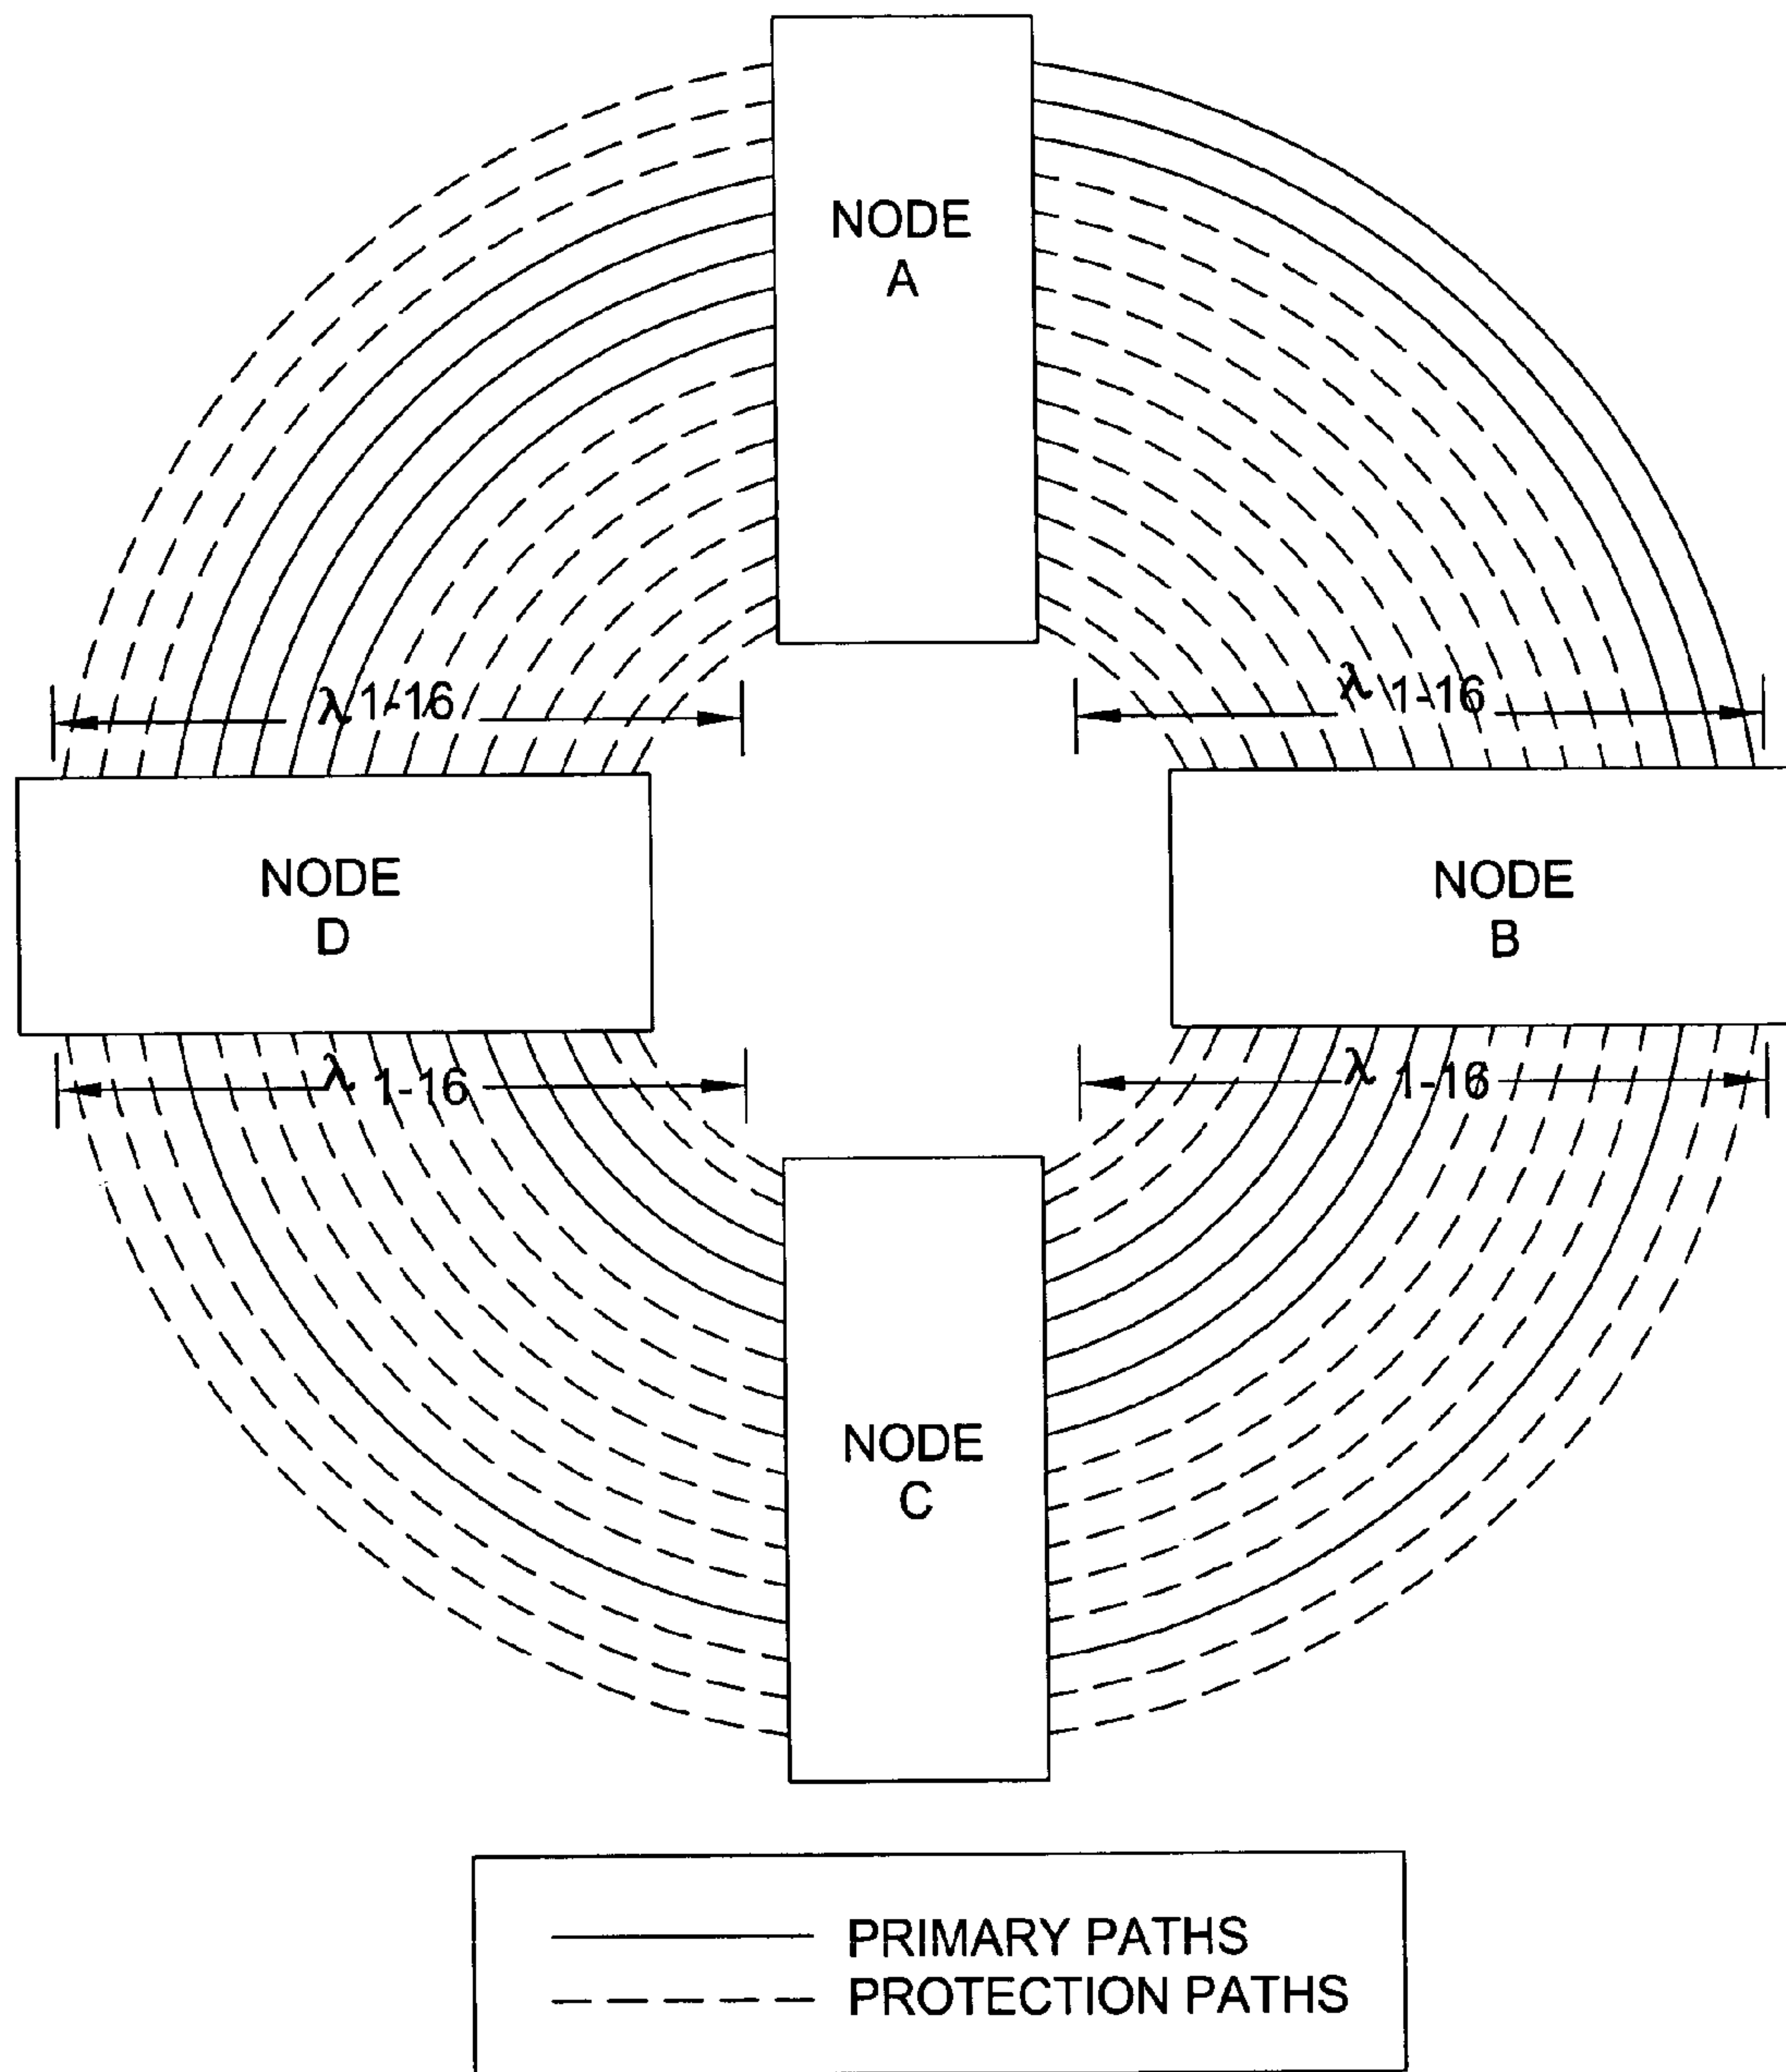 NODE
A
λ 1-16
λ 1-16
NODE
D
NODE
B
λ 1-16
λ 1-16
NODE
C
PRIMARY PATHS
PROTECTION PATHS